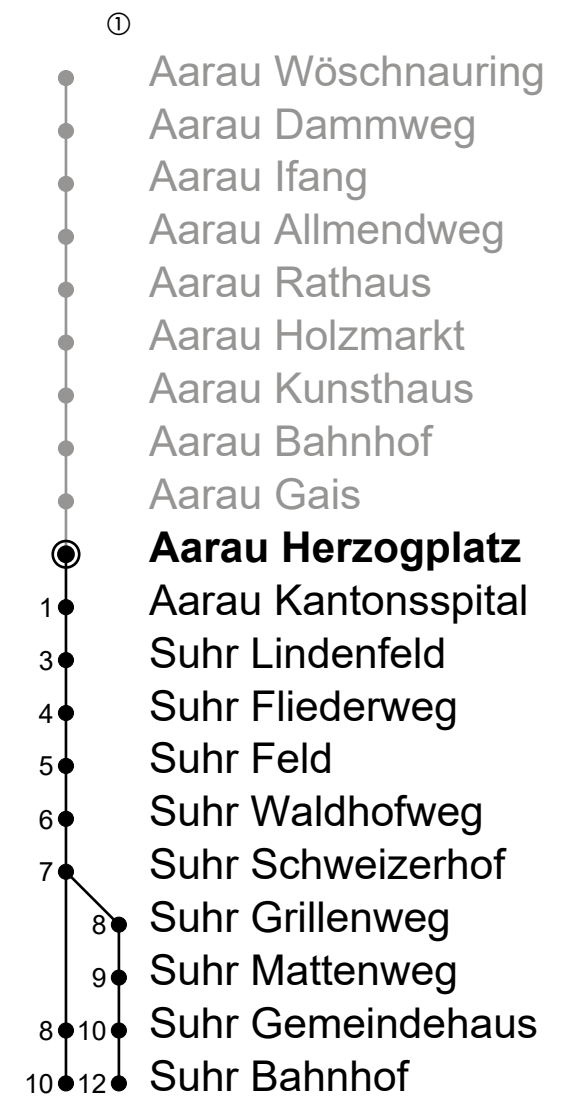 ①
Aarau Wöschnauring
Aarau Dammweg
Aarau Ifang
Aarau Allmendweg
Aarau Rathaus
Aarau Holzmarkt
Aarau Kunsthaus
Aarau Bahnhof
Aarau Gais
Aarau Herzogplatz
1 Aarau Kantonsspital
3 Suhr Lindenfeld
4 Suhr Fliederweg
5 Suhr Feld
6 Suhr Waldhofweg
7 Suhr Schweizerhof
8 Suhr Grillenweg
9 Suhr Mattenweg
8 10 Suhr Gemeindehaus
10 12 Suhr Bahnhof